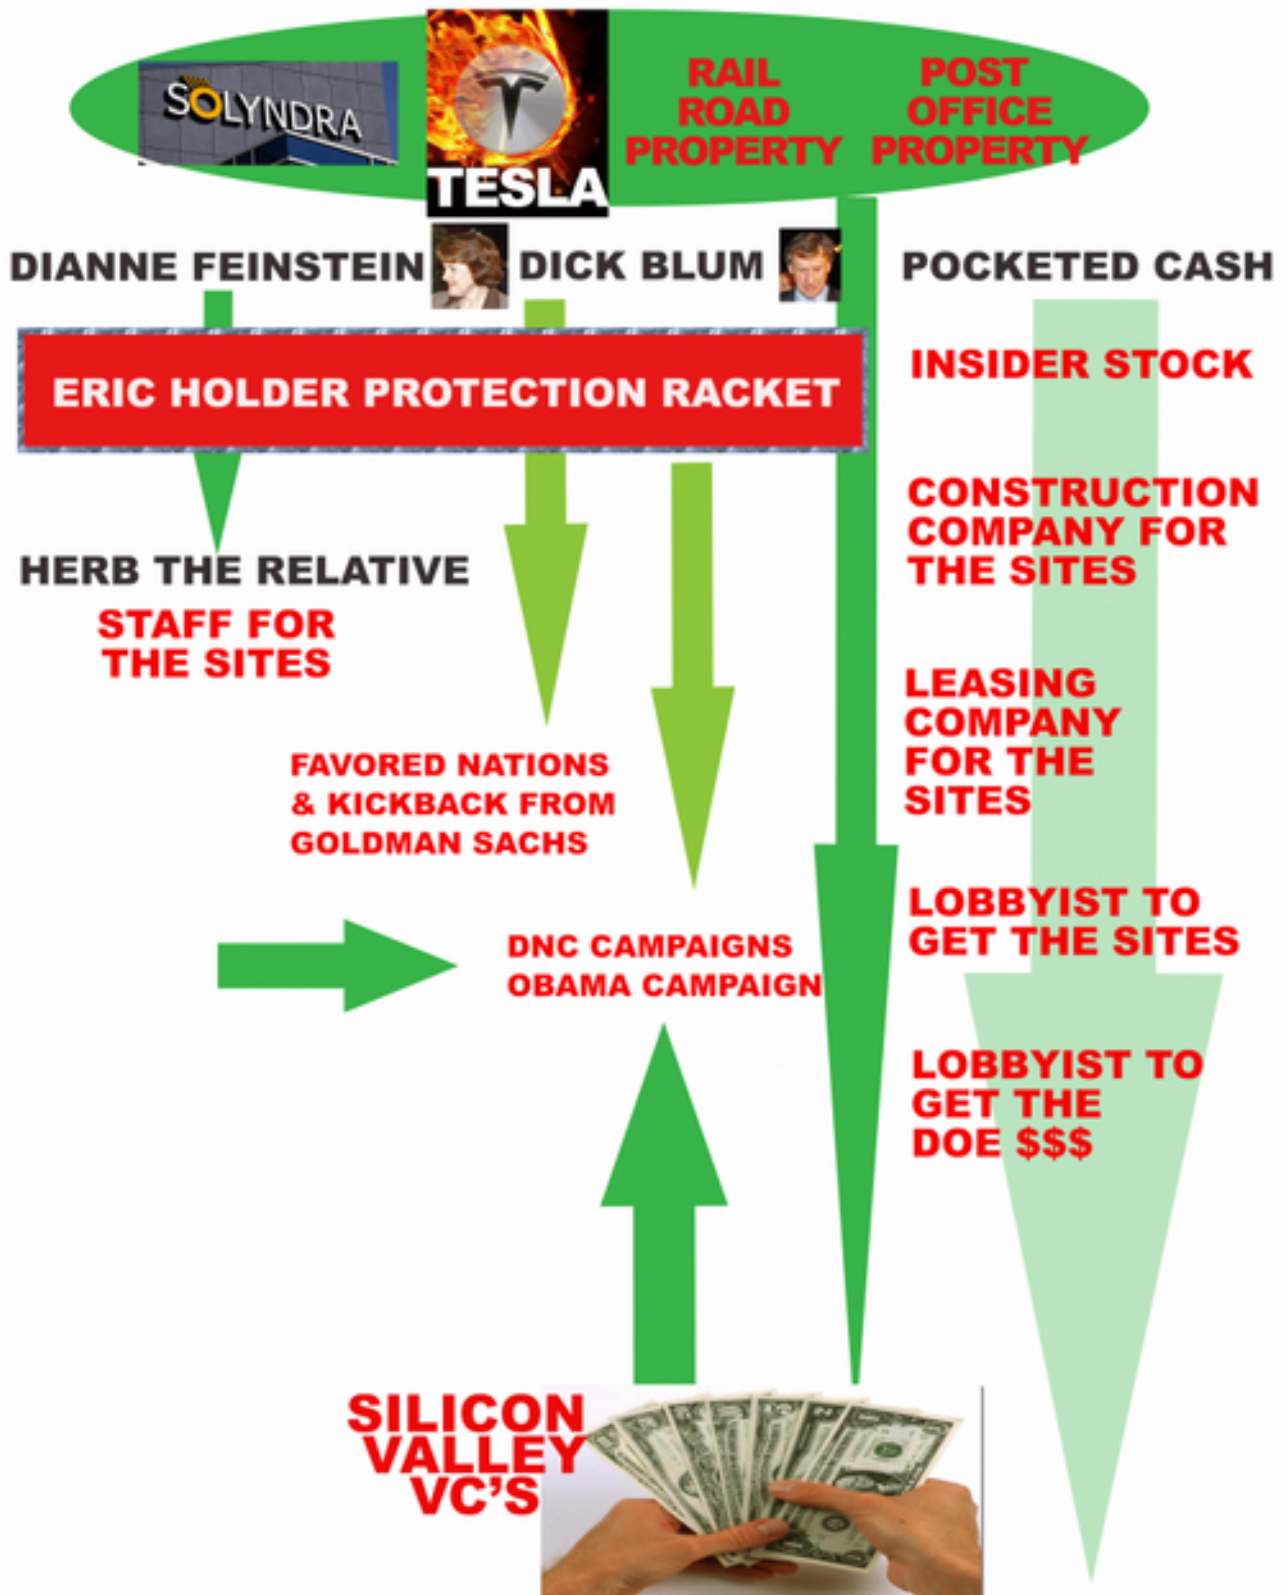 SOLYNDRA
TESLA
RAIL
ROAD
PROPERTY
POST
OFFICE
PROPERTY
DIANNE FEINSTEIN
DICK BLUM
POCKETED CASH
ERIC HOLDER PROTECTION RACKET
INSIDER STOCK
CONSTRUCTION
COMPANY FOR
THE SITES
HERB THE RELATIVE
STAFF FOR
THE SITES
LEASING
COMPANY
FOR THE
SITES
FAVORED NATIONS
& KICKBACK FROM
GOLDMAN SACHS
LOBBYIST TO
GET THE SITES
DNC CAMPAIGNS
OBAMA CAMPAIGN
LOBBYIST TO
GET THE
DOE $$$
SILICON
VALLEY
VC'S